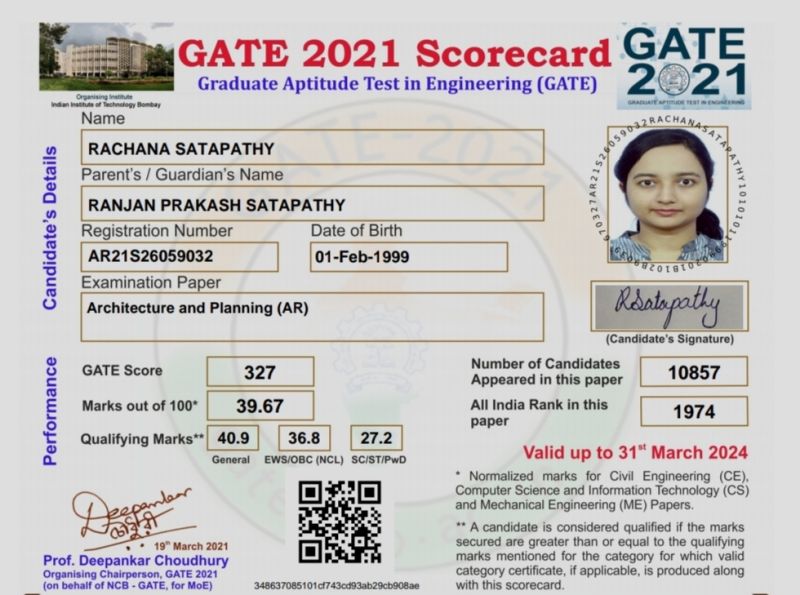 GATE 2021 Scorecard
Graduate Aptitude Test in Engineering (GATE)
GATE
2021
GRADUATE APTITUDE TEST IN ENGINEERING
Organising Institute
Indian Institute of Technology Bombay
Candidate's Details
Name
RACHANA SATAPATHY
Parent's / Guardian's Name
RANJAN PRAKASH SATAPATHY
Registration Number
Date of Birth
AR21S26059032
01-Feb-1999
Examination Paper
Architecture and Planning (AR)
RSatapathy
(Candidate's Signature)
Performance
GATE Score
327
Marks out of 100*
39.67
Qualifying Marks**
40.9
36.8
27.2
General
EWS/OBC (NCL)
SC/ST/PwD
Number of Candidates
Appeared in this paper
10857
All India Rank in this
paper
1974
Valid up to 31st March 2024
* Normalized marks for Civil Engineering (CE),
Computer Science and Information Technology (CS)
and Mechanical Engineering (ME) Papers.
** A candidate is considered qualified if the marks
secured are greater than or equal to the qualifying
marks mentioned for the category for which valid
category certificate, if applicable, is produced along
with this scorecard.
Deepankar
19th March 2021
Prof. Deepankar Choudhury
Organising Chairperson, GATE 2021
(on behalf of NCB - GATE, for MoE)
348637085101cf743cd93ab29cb908ae
GATE-2021